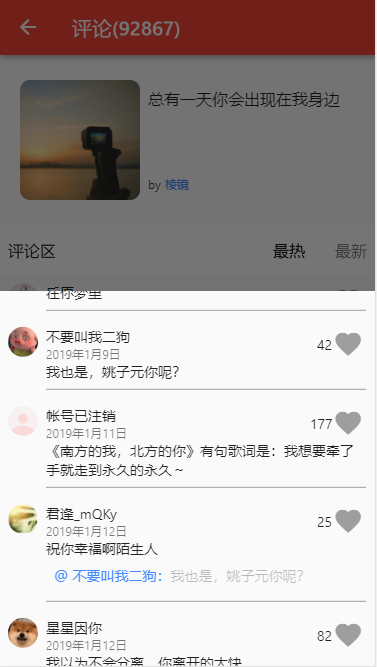 评论(92867)
总有一天你会出现在我身边
by 棱镜
评论区 最热 最新
在你梦里
不要叫我二狗
2019年1月9日
42
我也是，姚子元你呢？
帐号已注销
2019年1月11日
177
《南方的我，北方的你》有句歌词是：我想要牵了
手就走到永久的永久～
君逢_mQKy
2019年1月12日
25
祝你幸福啊陌生人
@ 不要叫我二狗：我也是，姚子元你呢？
星星因你
2019年1月12日
82
我以为不会分离，你离开的太快